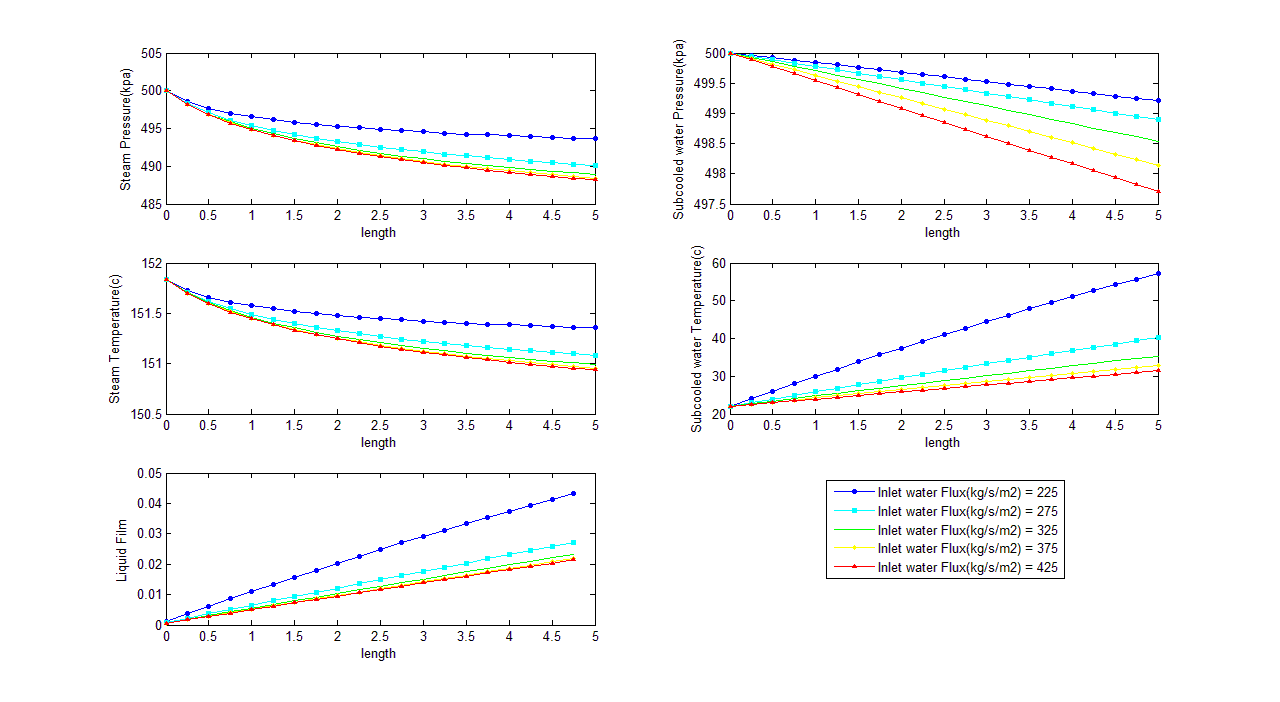 505
500
495
490
485
Steam Pressure(kpa)
0 0.5 1 1.5 2 2.5 3 3.5 4 4.5 5
length
500
499.5
499
498.5
498
497.5
Subcooled water Pressure(kpa)
0 0.5 1 1.5 2 2.5 3 3.5 4 4.5 5
length
152
151.5
151
150.5
Steam Temperature(c)
0 0.5 1 1.5 2 2.5 3 3.5 4 4.5 5
length
60
50
40
30
20
Subcooled water Temperature(c)
0 0.5 1 1.5 2 2.5 3 3.5 4 4.5 5
length
0.05
0.04
0.03
0.02
0.01
0
Liquid Film
0 0.5 1 1.5 2 2.5 3 3.5 4 4.5 5
length
Inlet water Flux(kg/s/m2) = 225
Inlet water Flux(kg/s/m2) = 275
Inlet water Flux(kg/s/m2) = 325
Inlet water Flux(kg/s/m2) = 375
Inlet water Flux(kg/s/m2) = 425